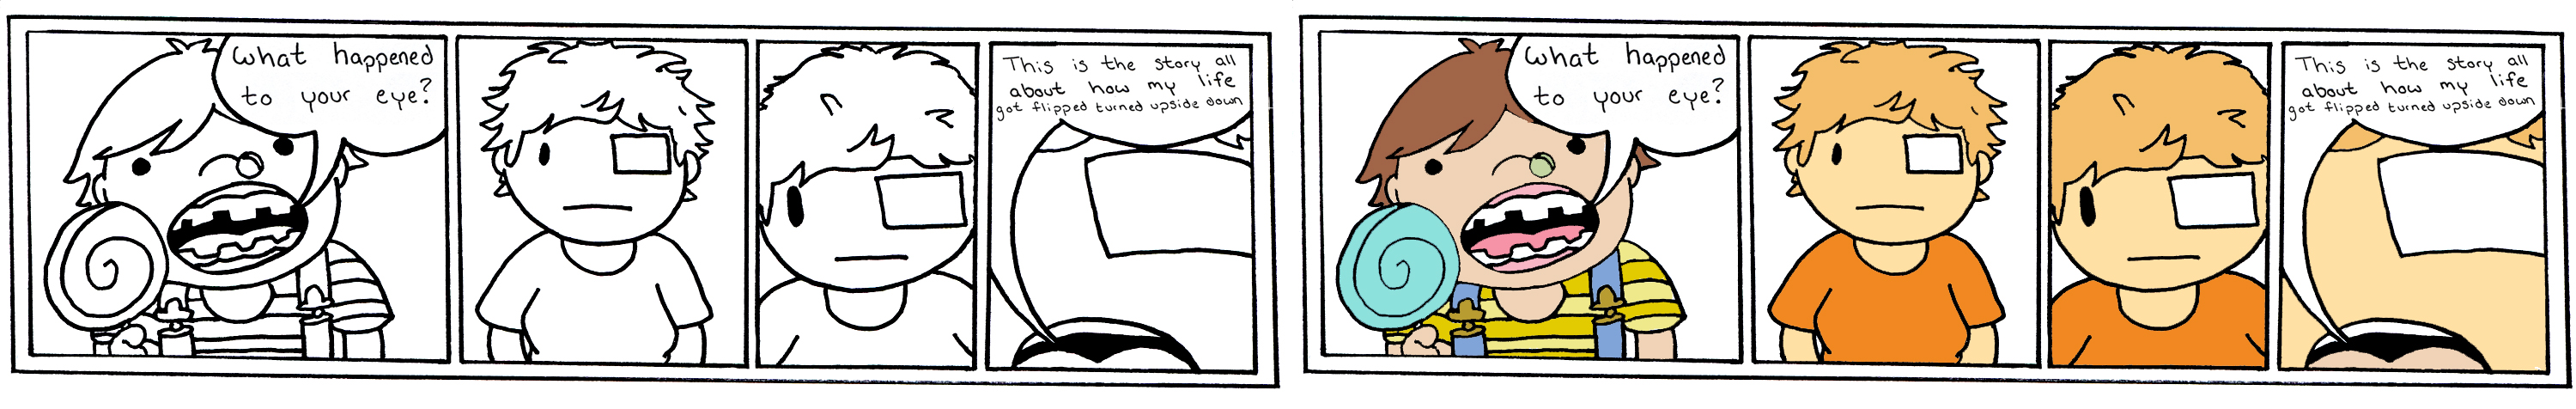 What happened
to your eye?
This is the story all
about how my life
got flipped turned upside down
What happened
to your eye?
This is the story all
about how my life
got flipped turned upside down